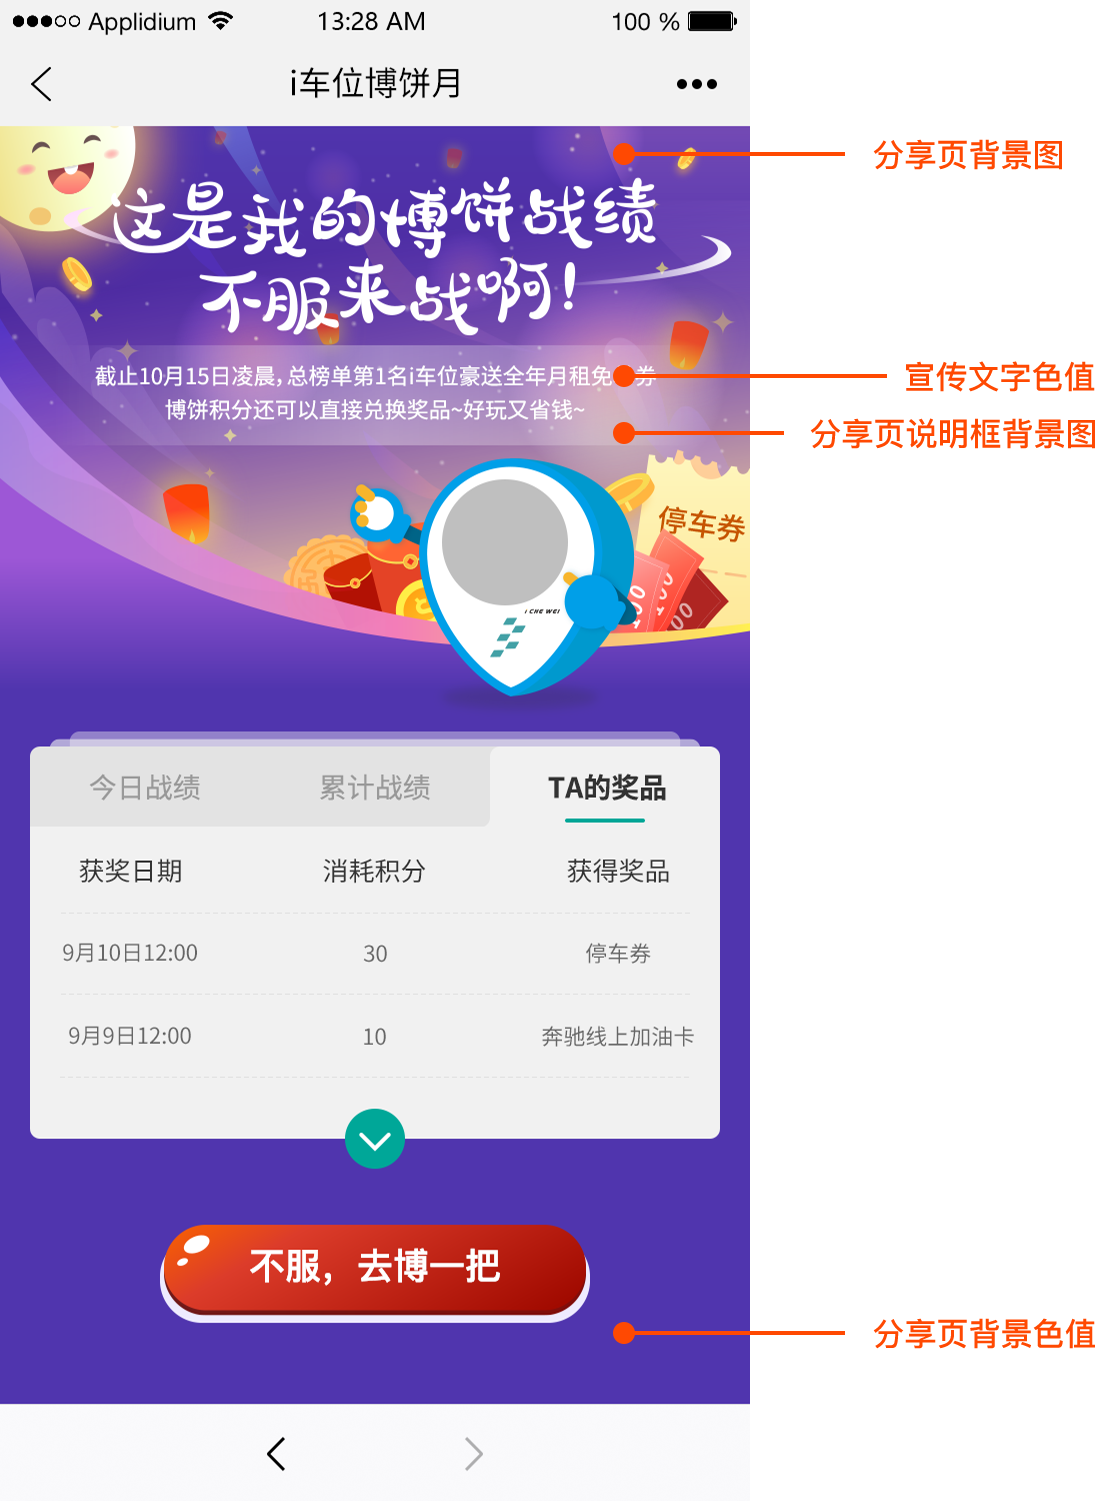 Applidium 13:28 AM 100 %
i车位博饼月
分享页背景图
这是我的博饼战绩
不服来战啊!
截止10月15日凌晨，总榜单第1名i车位豪送全年月租免 券
宣传文字色值
博饼积分还可以直接兑换奖品~好玩又省钱~
分享页说明框背景图
停车券
100
100
00
i CHE WEI
今日战绩 累计战绩 TA的奖品
获奖日期 消耗积分 获得奖品
9月10日12:00 30 停车券
9月9日12:00 10 奔驰线上加油卡
不服，去博一把
分享页背景色值